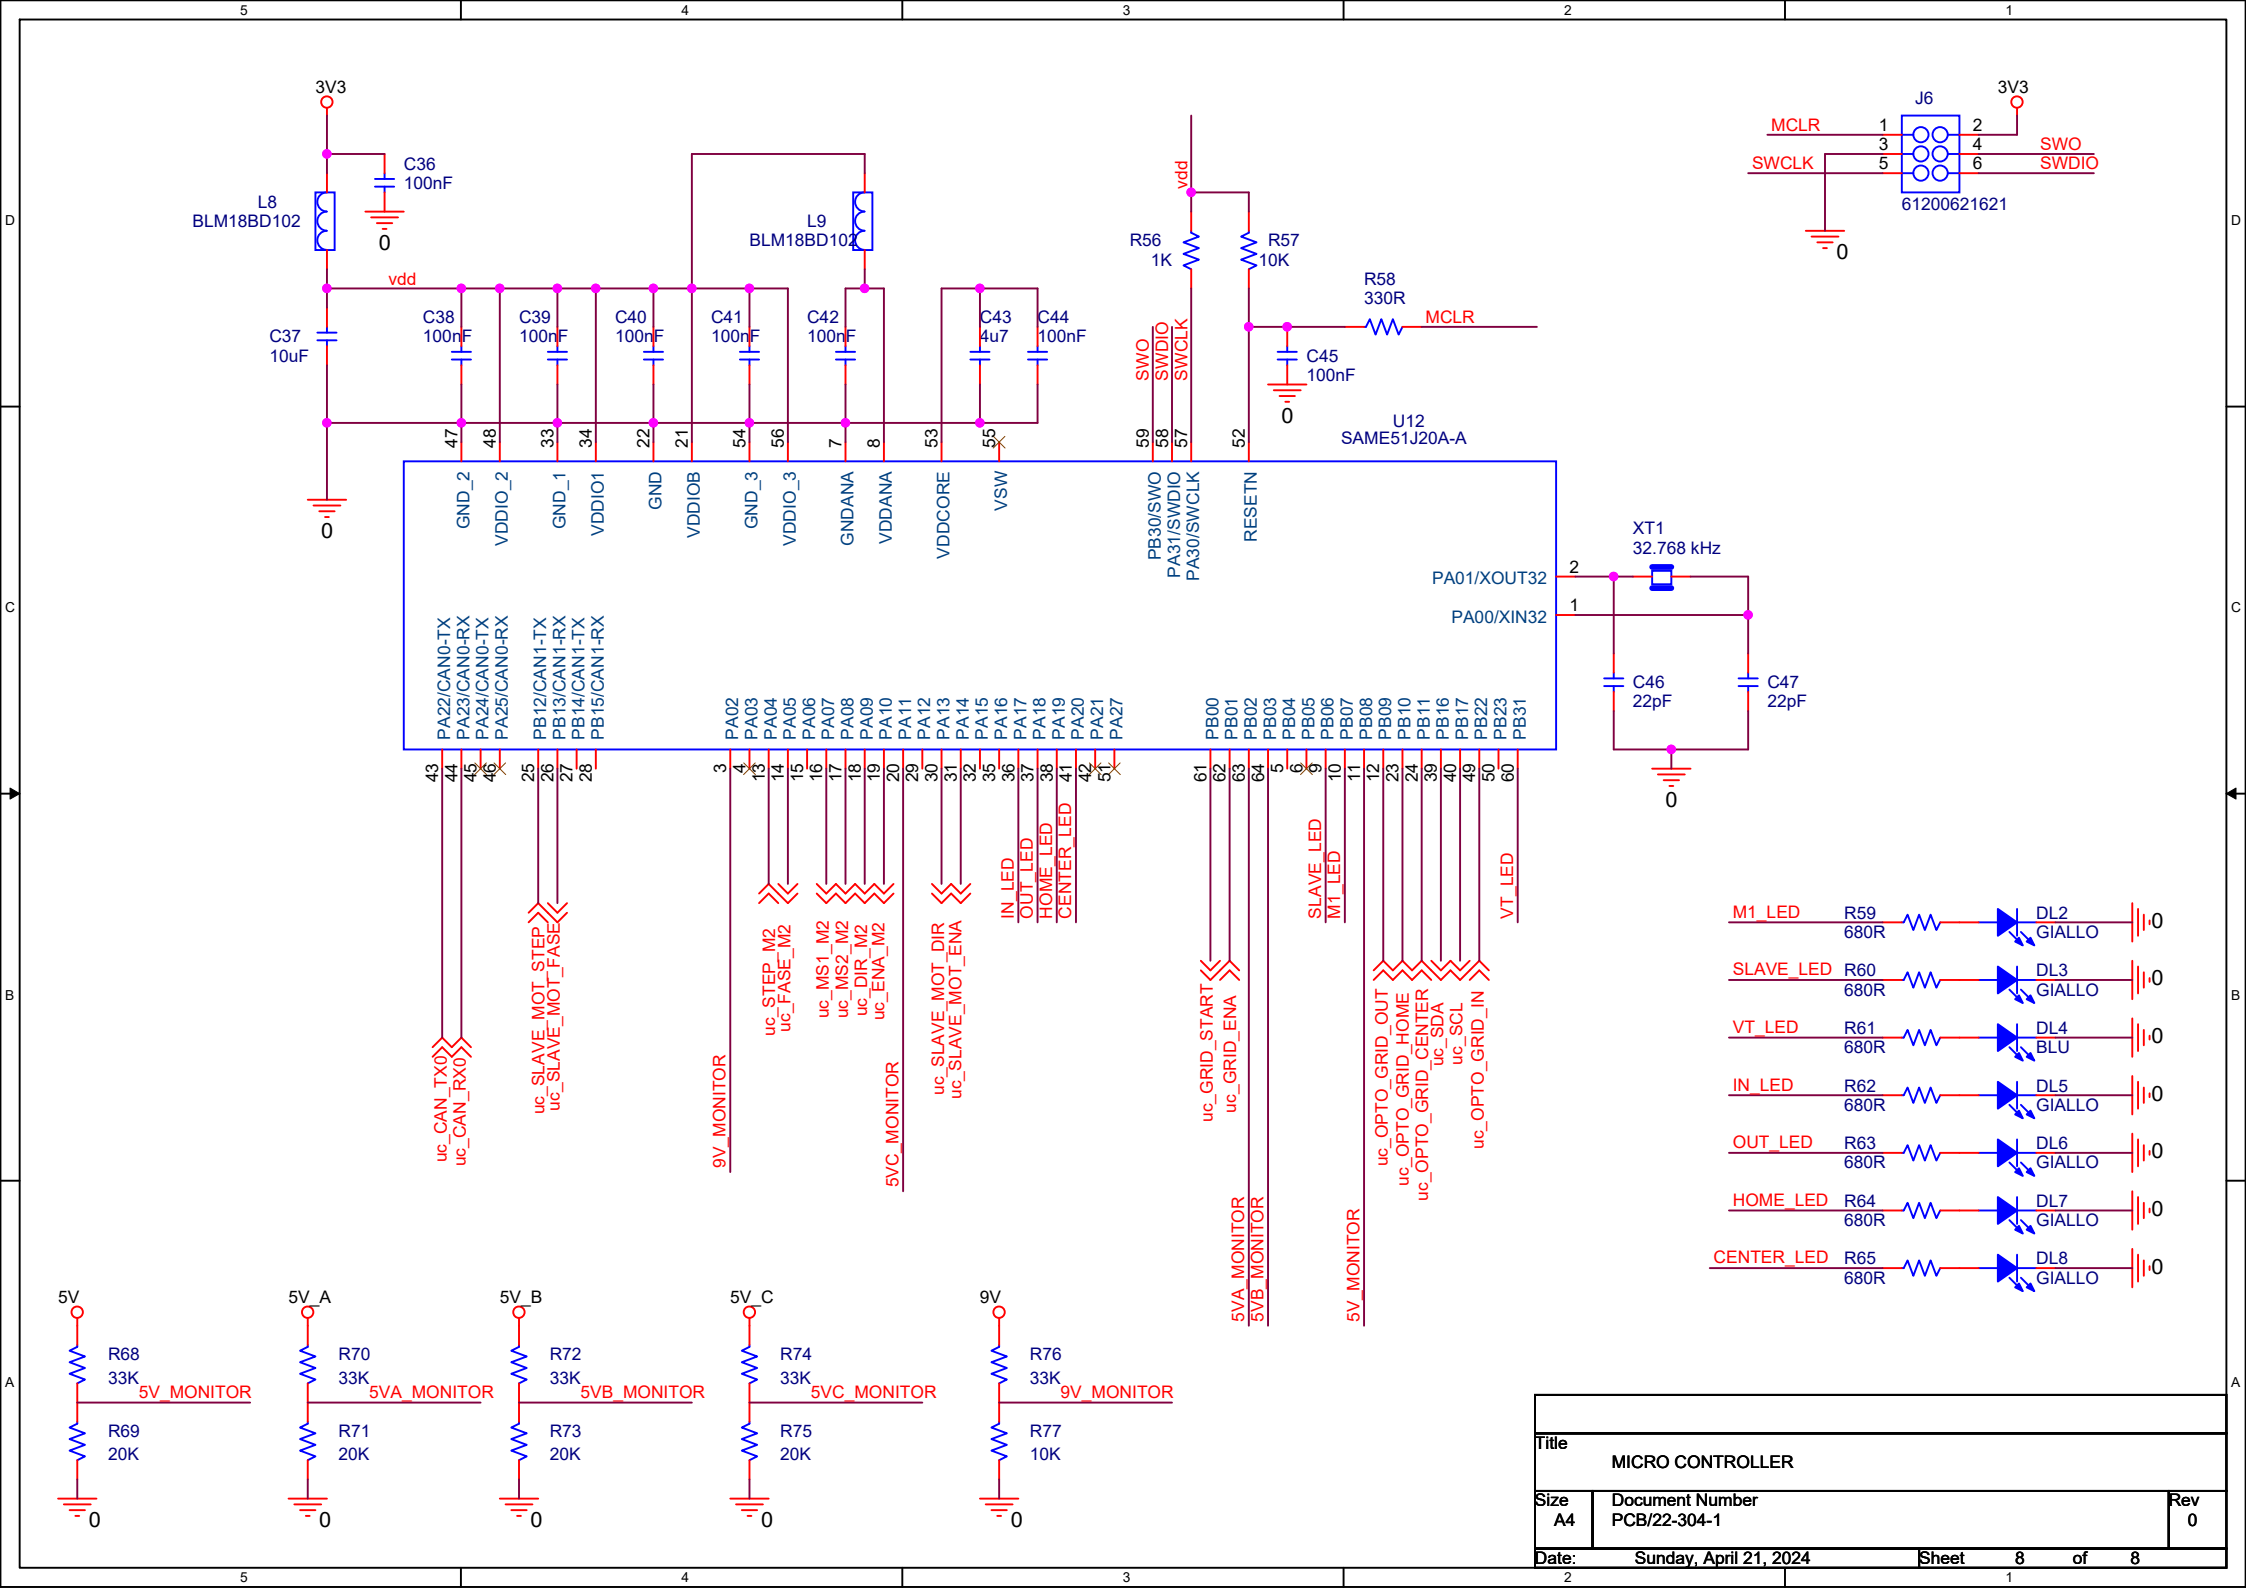 5 4 3 2 1
D D
C C
B B
A A
3V3
C36
100nF
0
L8
BLM18BD102
L9
BLM18BD102
vdd
C37
10uF
C38
100nF
C39
100nF
C40
100nF
C41
100nF
C42
100nF
C43
4u7
C44
100nF
0
vdd
R56
1K
R57
10K
R58
330R
MCLR
C45
100nF
0
SWO
SWDIO
SWCLK
J6
3V3
MCLR 1 2
3 4 SWO
SWCLK 5 6 SWDIO
61200621621
0
U12
SAME51J20A-A
47 GND_2
48 VDDIO_2
33 GND_1
34 VDDIO1
22 GND
21 VDDIOB
54 GND_3
56 VDDIO_3
7 GNDANA
8 VDDANA
53 VDDCORE
55 VSW
59 PB30/SWO
58 PA31/SWDIO
57 PA30/SWCLK
52 RESETN
PA01/XOUT32 2
PA00/XIN32 1
XT1
32.768 kHz
C46
22pF
C47
22pF
0
PA22/CAN0-TX 43 uc_CAN_TX0
PA23/CAN0-RX 44 uc_CAN_RX0
PA24/CAN0-TX 45
PA25/CAN0-RX 46
PB12/CAN1-TX 25 uc_SLAVE_MOT_STEP
PB13/CAN1-RX 26 uc_SLAVE_MOT_FASE
PB14/CAN1-TX 27
PB15/CAN1-RX 28
PA02 3 9V_MONITOR
PA03 4
PA04 13 uc_STEP_M2
PA05 14 uc_FASE_M2
PA06 15
PA07 16 uc_MS1_M2
PA08 17 uc_MS2_M2
PA09 18 uc_DIR_M2
PA10 19 uc_ENA_M2
PA11 20 5VC_MONITOR
PA12 29
PA13 30 uc_SLAVE_MOT_DIR
PA14 31 uc_SLAVE_MOT_ENA
PA15 32
PA16 35
PA17 36 IN_LED
PA18 37 OUT_LED
PA19 38 HOME_LED
PA20 41 CENTER_LED
PA21 42
PA27 51
PB00 61 uc_GRID_START
PB01 62 uc_GRID_ENA
PB02 63 5VA_MONITOR
PB03 64 5VB_MONITOR
PB04 5
PB05 6
PB06 9 SLAVE_LED
PB07 10 M1_LED
PB08 11 5V_MONITOR
PB09 12 uc_OPTO_GRID_OUT
PB10 23 uc_OPTO_GRID_HOME
PB11 24 uc_OPTO_GRID_CENTER
PB16 39 uc_SDA
PB17 40 uc_SCL
PB22 49 uc_OPTO_GRID_IN
PB23 50
PB31 60 VT_LED
M1_LED R59 DL2
680R GIALLO 0
SLAVE_LED R60 DL3
680R GIALLO 0
VT_LED R61 DL4
680R BLU 0
IN_LED R62 DL5
680R GIALLO 0
OUT_LED R63 DL6
680R GIALLO 0
HOME_LED R64 DL7
680R GIALLO 0
CENTER_LED R65 DL8
680R GIALLO 0
5V
R68
33K
5V_MONITOR
R69
20K
0
5V_A
R70
33K
5VA_MONITOR
R71
20K
0
5V_B
R72
33K
5VB_MONITOR
R73
20K
0
5V_C
R74
33K
5VC_MONITOR
R75
20K
0
9V
R76
33K
9V_MONITOR
R77
10K
0
Title
MICRO CONTROLLER
Size Document Number Rev
A4 PCB/22-304-1 0
Date: Sunday, April 21, 2024 Sheet 8 of 8
5 4 3 2 1